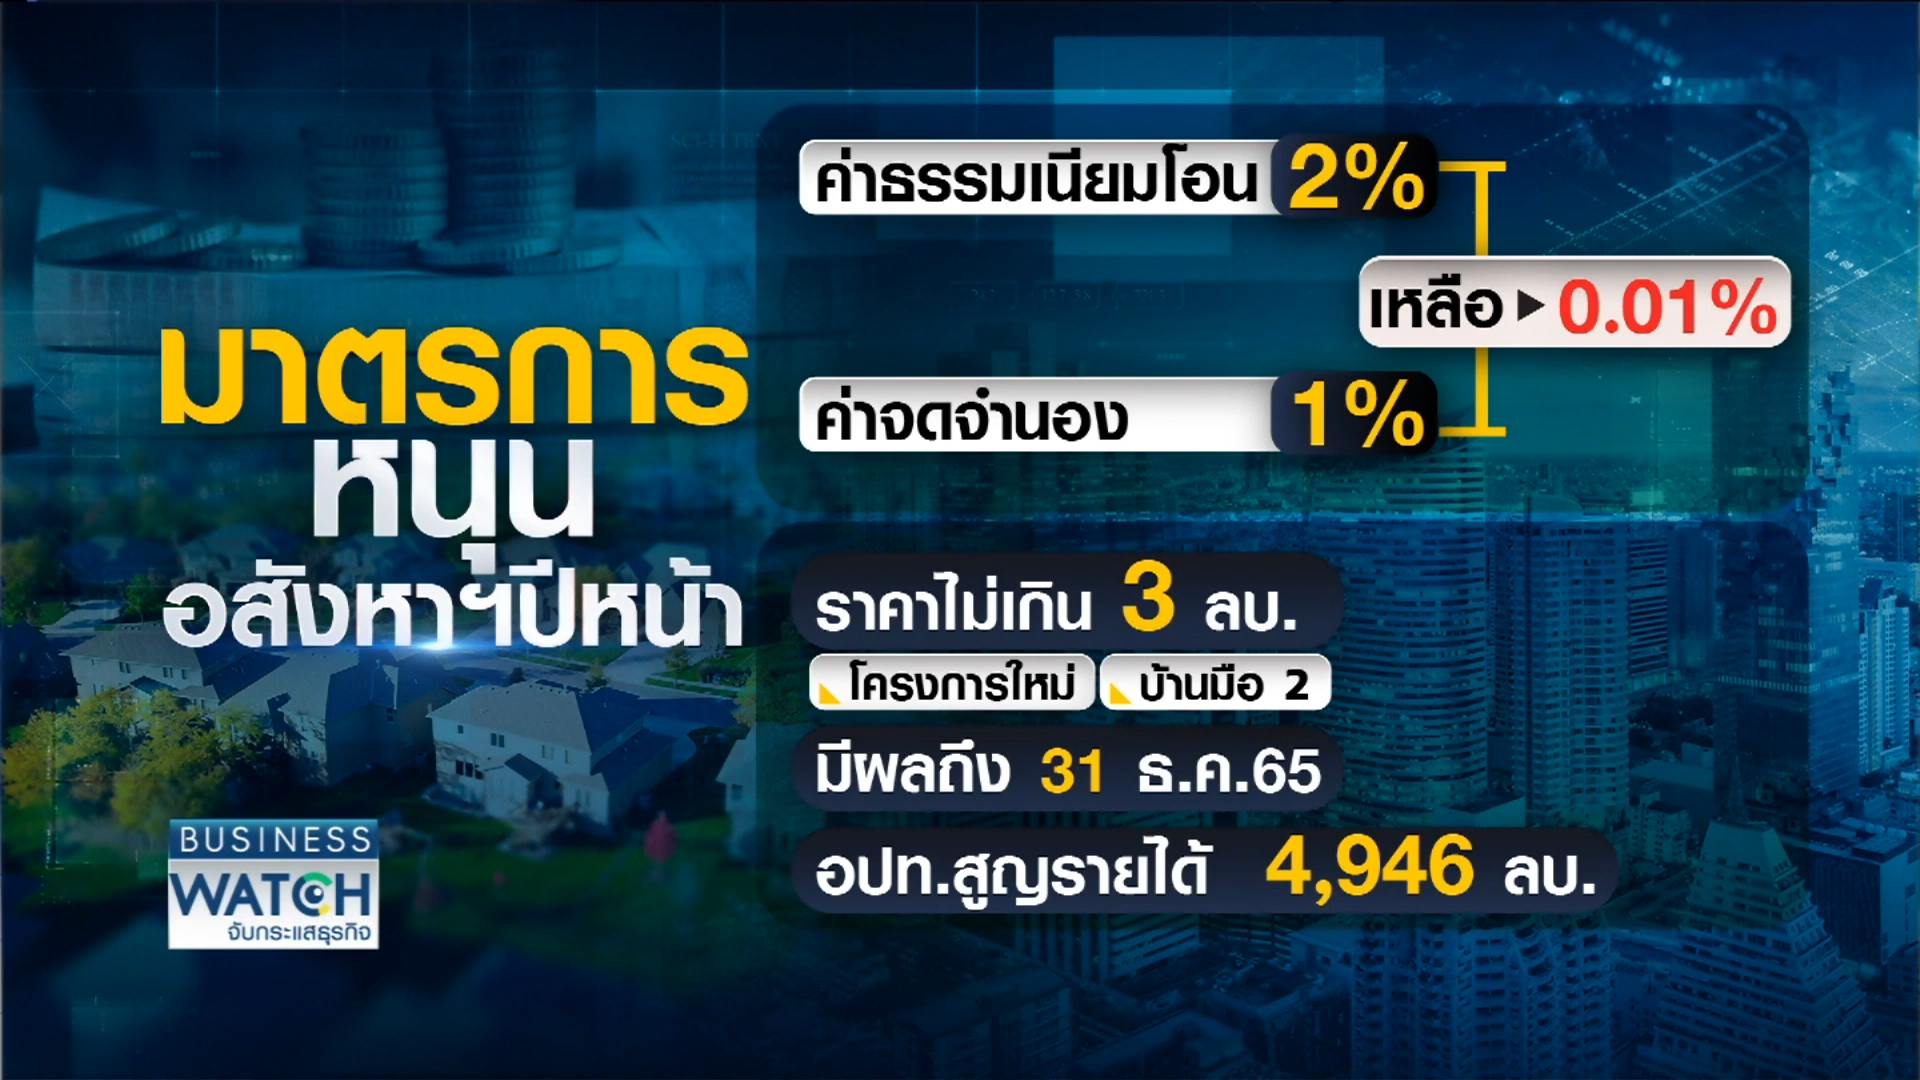 มาตรการ
หนุน
อสังหาฯปีหน้า
ค่าธรรมเนียมโอน 2%
เหลือ ▸ 0.01%
ค่าจดจำนอง 1%
ราคาไม่เกิน 3 ลบ.
โครงการใหม่ บ้านมือ 2
มีผลถึง 31 ธ.ค.65
อปท.สูญรายได้ 4,946 ลบ.
BUSINESS
WATCH
จับกระแสธุรกิจ